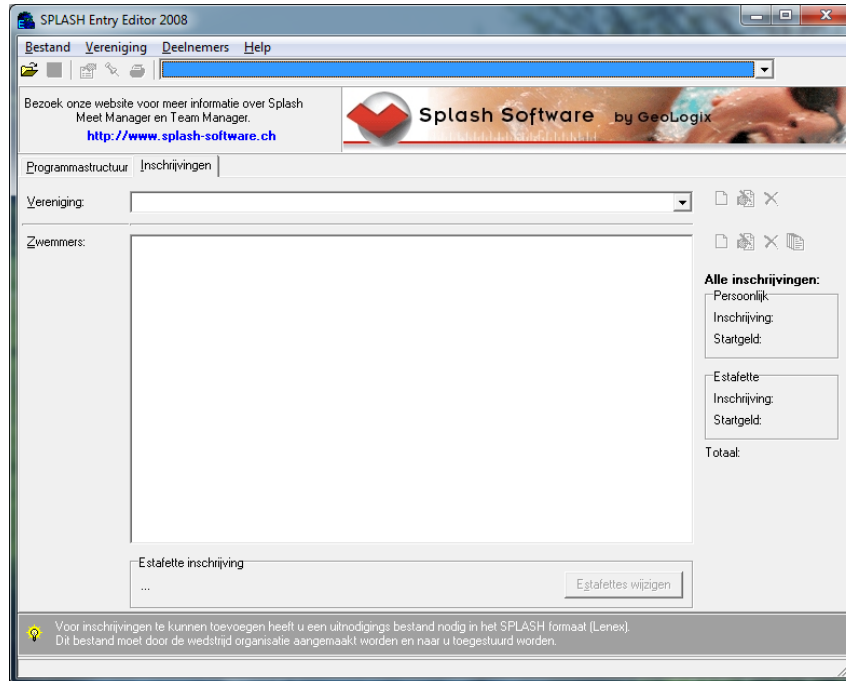 SPLASH Entry Editor 2008
Bestand Vereniging Deelnemers Help
Bezoek onze website voor meer informatie over Splash
Meet Manager en Team Manager.
http://www.splash-software.ch
Splash Software by GeoLogix
Programmastructuur Inschrijvingen
Vereniging:
Zwemmers:
Alle inschrijvingen:
Persoonlijk
Inschrijving:
Startgeld:
Estafette
Inschrijving:
Startgeld:
Totaal:
Estafette inschrijving
...
Estafettes wijzigen
Voor inschrijvingen te kunnen toevoegen heeft u een uitnodigings bestand nodig in het SPLASH formaat (Lenex).
Dit bestand moet door de wedstrijd organisatie aangemaakt worden en naar u toegestuurd worden.